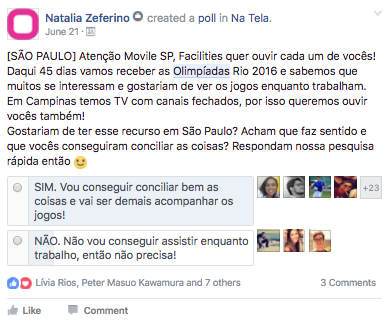 Natalia Zeferino created a poll in Na Tela.
June 21
[SÃO PAULO] Atenção Movile SP, Facilities quer ouvir cada um de vocês!
Daqui 45 dias vamos receber as Olimpíadas Rio 2016 e sabemos que
muitos se interessam e gostariam de ver os jogos enquanto trabalham.
Em Campinas temos TV com canais fechados, por isso queremos ouvir
vocês também!
Gostariam de ter esse recurso em São Paulo? Acham que faz sentido e
que vocês conseguiram conciliar as coisas? Respondam nossa pesquisa
rápida então
SIM. Vou conseguir conciliar bem as
coisas e vai ser demais acompanhar os
jogos!
+23
NÃO. Não vou conseguir assistir enquanto
trabalho, então não precisa!
Lívia Rios, Peter Masuo Kawamura and 7 others
3 Comments
Like Comment